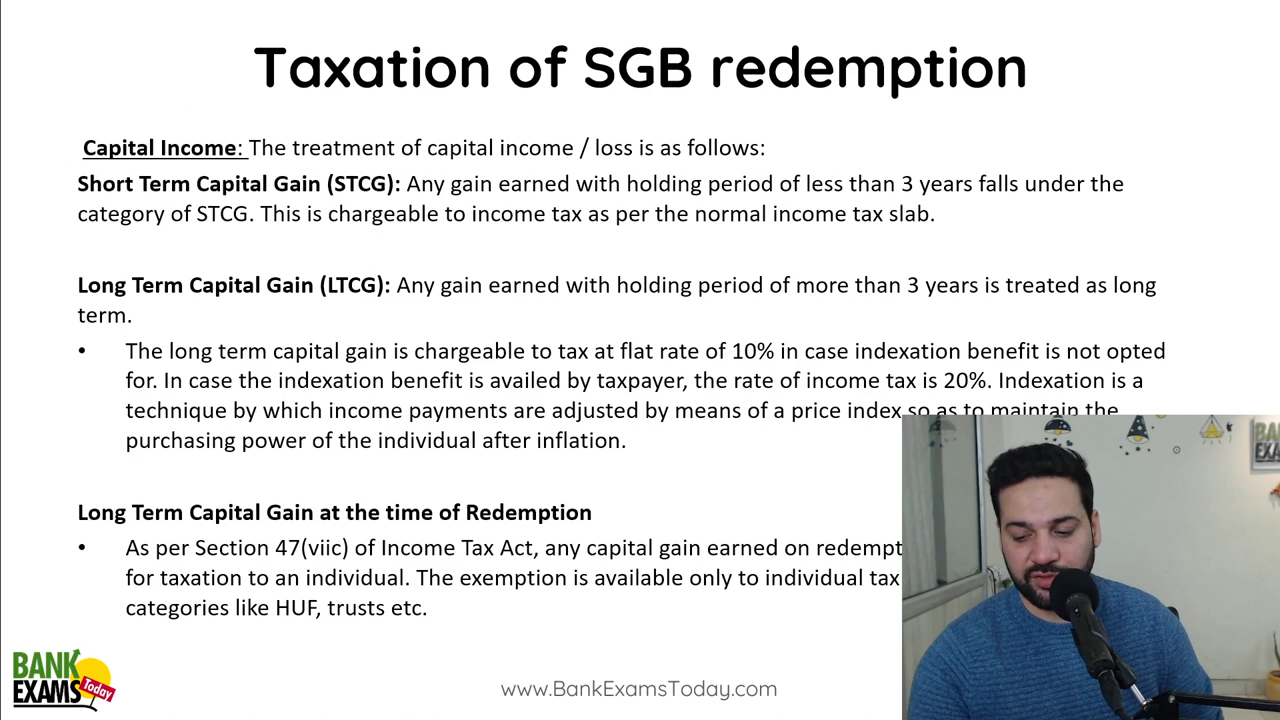 Taxation of SGB redemption
Capital Income: The treatment of capital income / loss is as follows:
Short Term Capital Gain (STCG): Any gain earned with holding period of less than 3 years falls under the
category of STCG. This is chargeable to income tax as per the normal income tax slab.
Long Term Capital Gain (LTCG): Any gain earned with holding period of more than 3 years is treated as long
term.
• The long term capital gain is chargeable to tax at flat rate of 10% in case indexation benefit is not opted
for. In case the indexation benefit is availed by taxpayer, the rate of income tax is 20%. Indexation is a
technique by which income payments are adjusted by means of a price index so as to maintain the
purchasing power of the individual after inflation.
Long Term Capital Gain at the time of Redemption
• As per Section 47(viic) of Income Tax Act, any capital gain earned on redempt
for taxation to an individual. The exemption is available only to individual tax
categories like HUF, trusts etc.
BANK
EXAMS Today
www.BankExamsToday.com